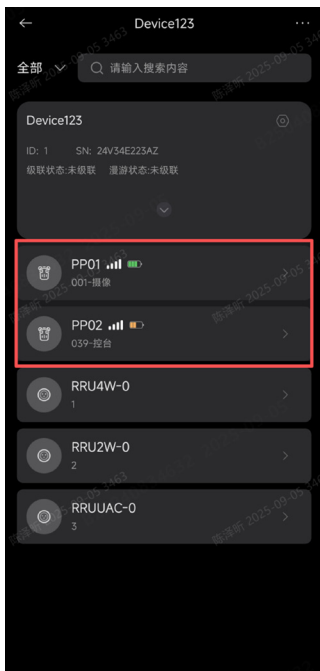 Device123
全部 请输入搜索内容
Device123
ID: 1 SN: 24V34E223AZ
级联状态:未级联 漫游状态:未级联
PP01
001-摄像
PP02
039-控台
RRU4W-0
1
RRU2W-0
2
RRUUAC-0
3